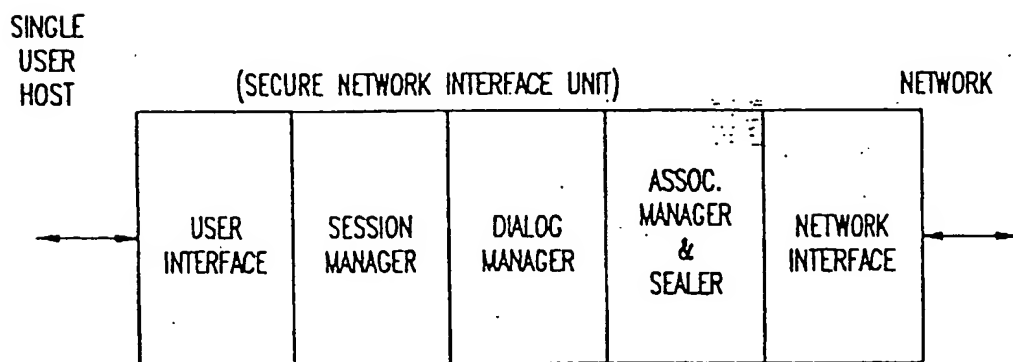 SINGLE
USER
HOST
(SECURE NETWORK INTERFACE UNIT)
NETWORK
USER
INTERFACE
SESSION
MANAGER
DIALOG
MANAGER
ASSOC.
MANAGER
&
SEALER
NETWORK
INTERFACE